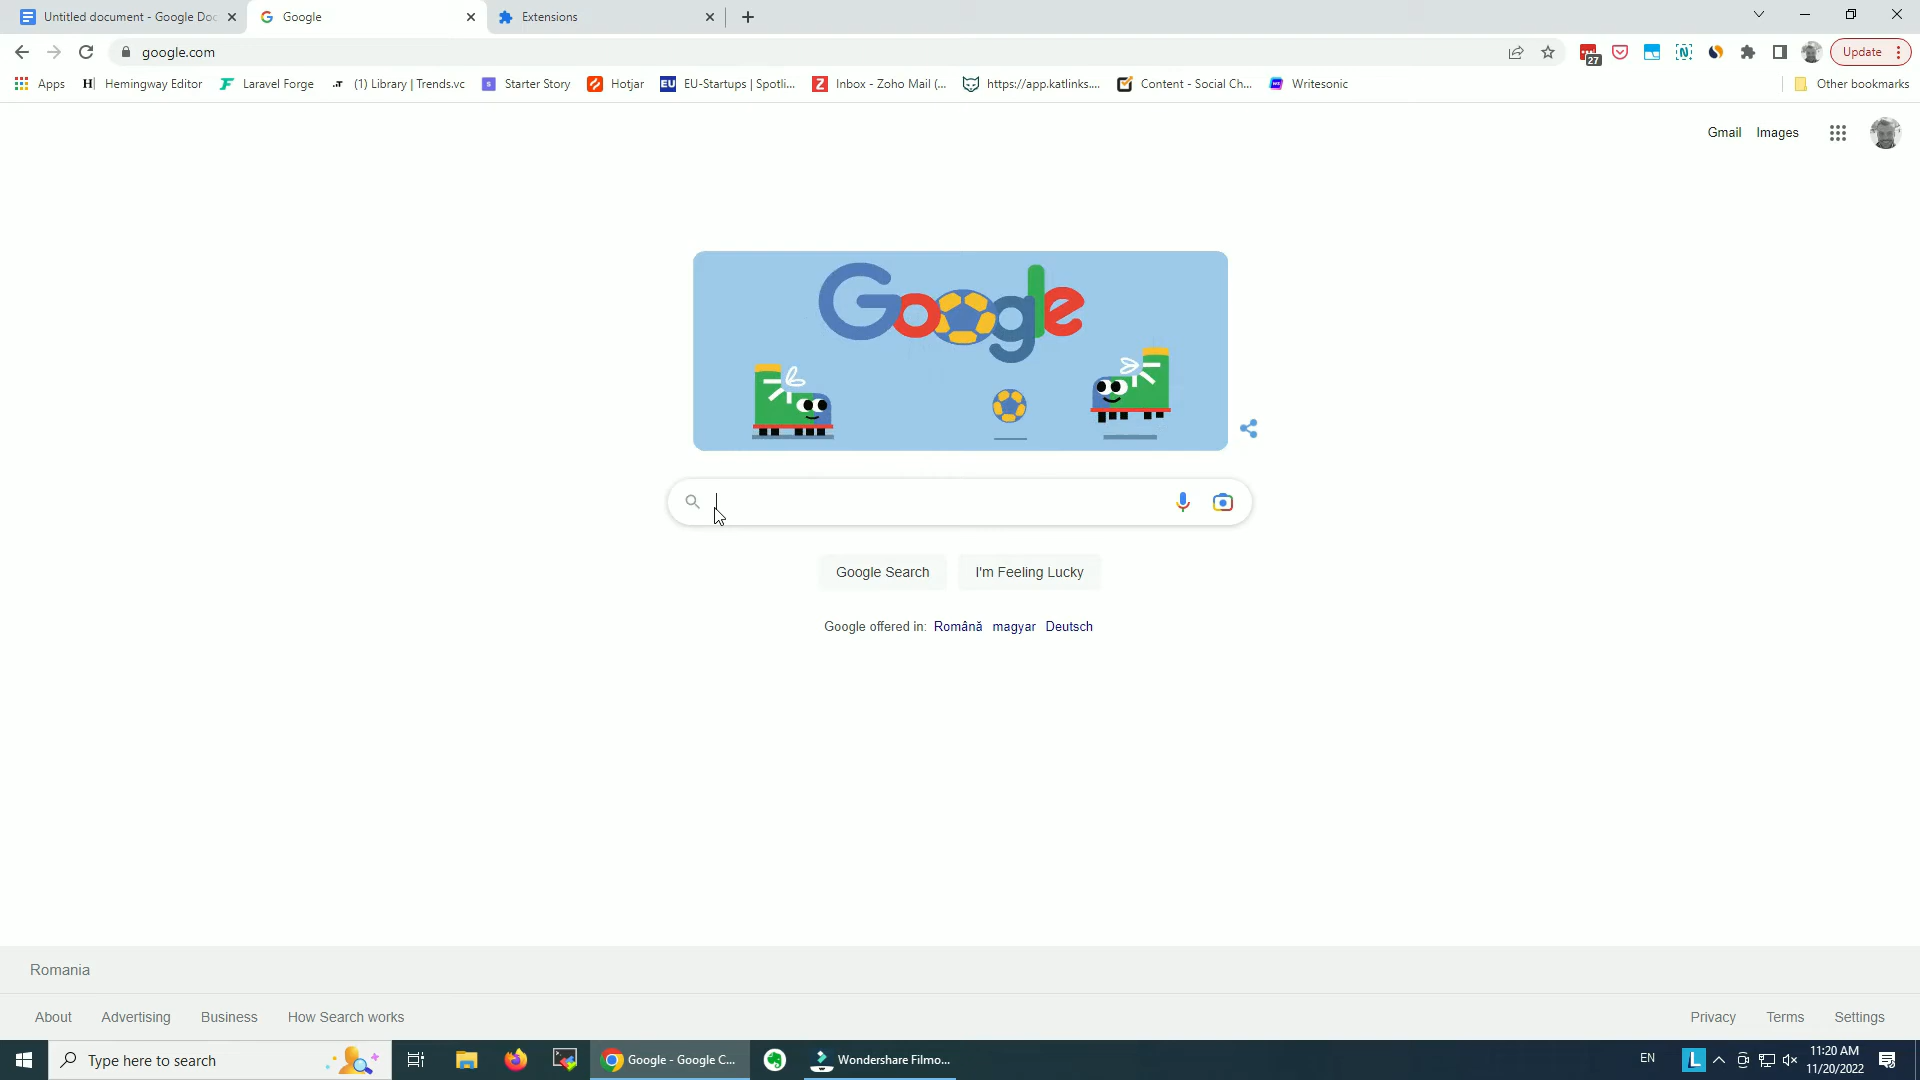 Untitled document - Google Doc
Google
Extensions
google.com
27
Update
Apps
Hemingway Editor
Laravel Forge
(1) Library | Trends.vc
Starter Story
Hotjar
EU
EU-Startups | Spotli...
Inbox - Zoho Mail (...
https://app.katlinks....
Content - Social Ch...
Writesonic
Other bookmarks
Gmail
Images
Google
Google Search
I'm Feeling Lucky
Google offered in: Română magyar Deutsch
Romania
About
Advertising
Business
How Search works
Privacy
Terms
Settings
Type here to search
Google - Google C...
Wondershare Filmo...
EN
L
11:20 AM
11/20/2022